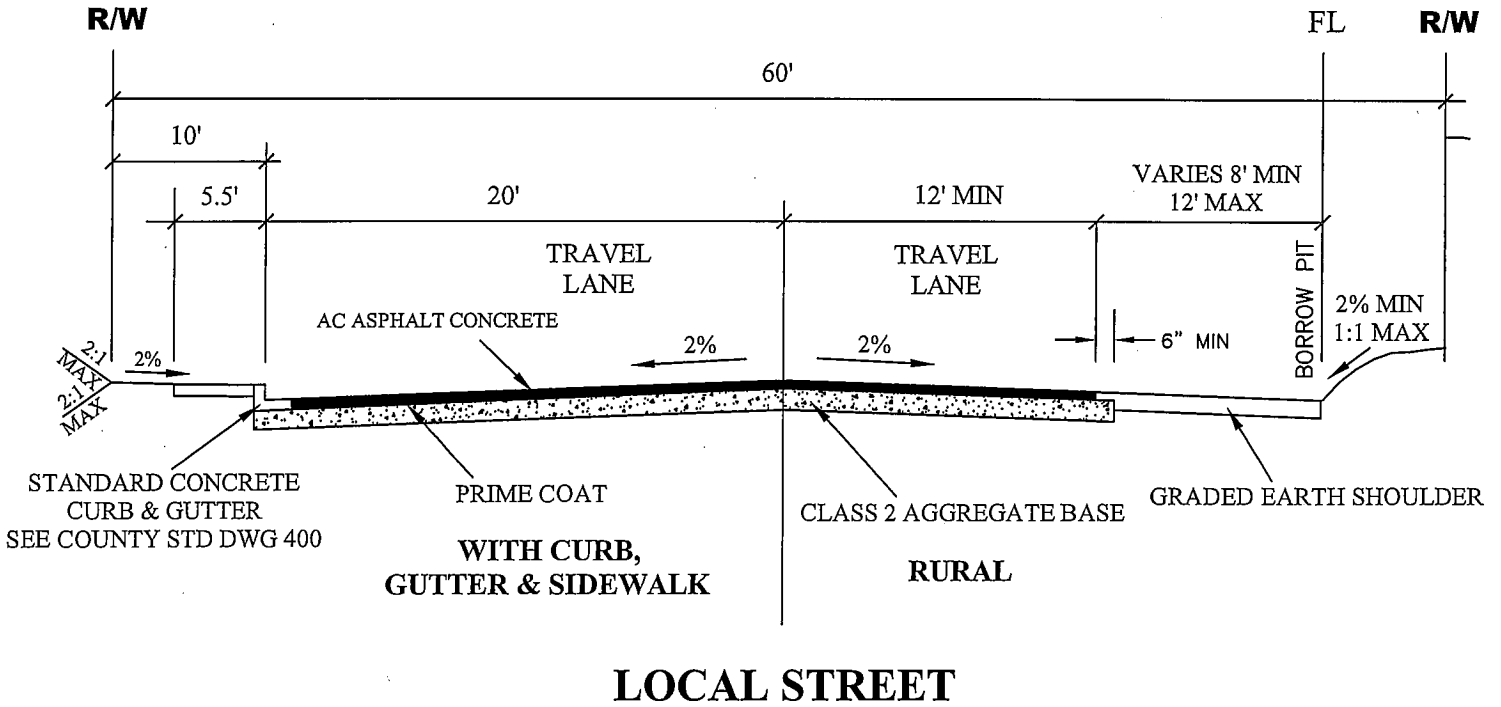 R/W
FL
R/W
60'
10'
VARIES 8' MIN
12' MAX
5.5'
20'
12' MIN
TRAVEL
LANE
TRAVEL
LANE
BORROW PIT
2% MIN
1:1 MAX
AC ASPHALT CONCRETE
2:1
MAX
2%
2%
2%
6" MIN
2:1
MAX
STANDARD CONCRETE
CURB & GUTTER
SEE COUNTY STD DWG 400
PRIME COAT
CLASS 2 AGGREGATE BASE
GRADED EARTH SHOULDER
WITH CURB,
GUTTER & SIDEWALK
RURAL
LOCAL STREET